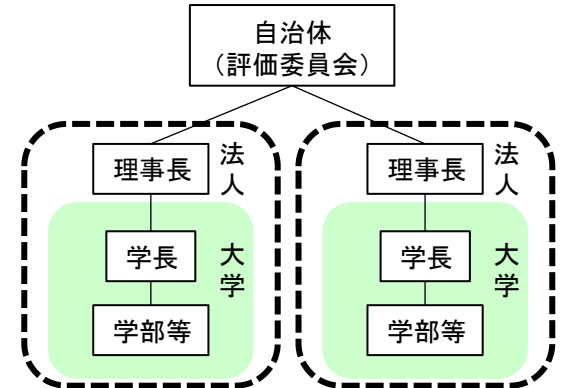 自治体
（評価委員会）
理事長
法人
学長
大学
学部等
理事長
法人
学長
大学
学部等